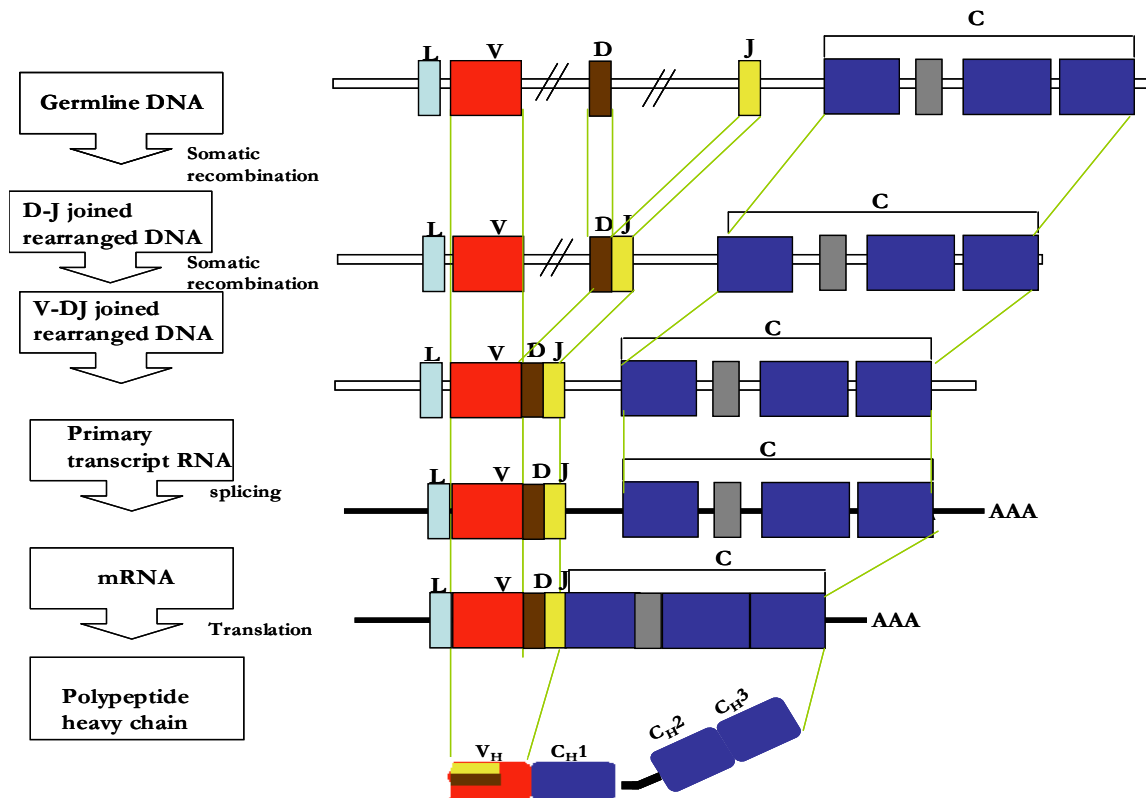 C
L
V
D
J
Germline DNA
Somatic
recombination
C
D-J joined
rearranged DNA
L
V
D
J
Somatic
recombination
V-DJ joined
rearranged DNA
C
L
V
D
J
Primary
transcript RNA
splicing
C
L
V
D
J
AAA
mRNA
C
L
V
D
J
AAA
Translation
Polypeptide
heavy chain
VH
CH1
CH2
CH3